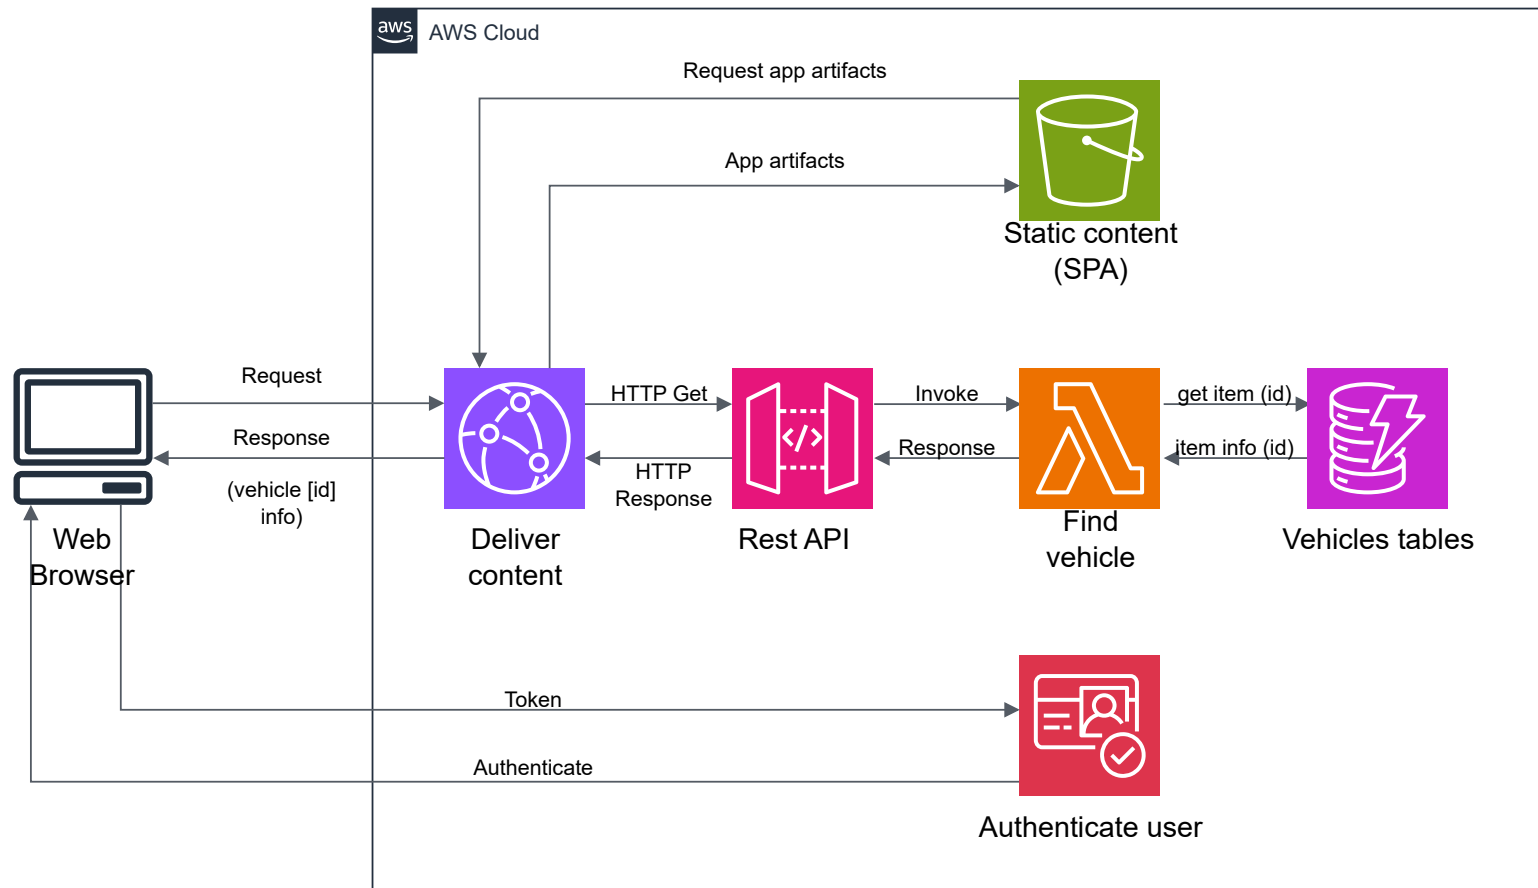 aws
AWS Cloud
Request app artifacts
App artifacts
Static content
(SPA)
Request
Response
(vehicle [id]
info)
HTTP Get
HTTP
Response
Invoke
Response
get item (id)
item info (id)
Web
Browser
Deliver
content
Rest API
Find
vehicle
Vehicles tables
Token
Authenticate
Authenticate user